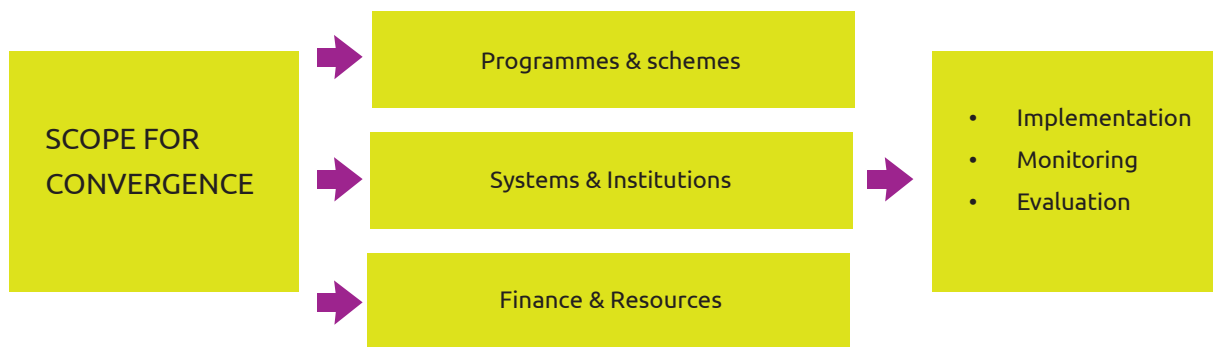 SCOPE FOR
CONVERGENCE
Programmes & schemes
Systems & Institutions
Finance & Resources
• Implementation
• Monitoring
• Evaluation